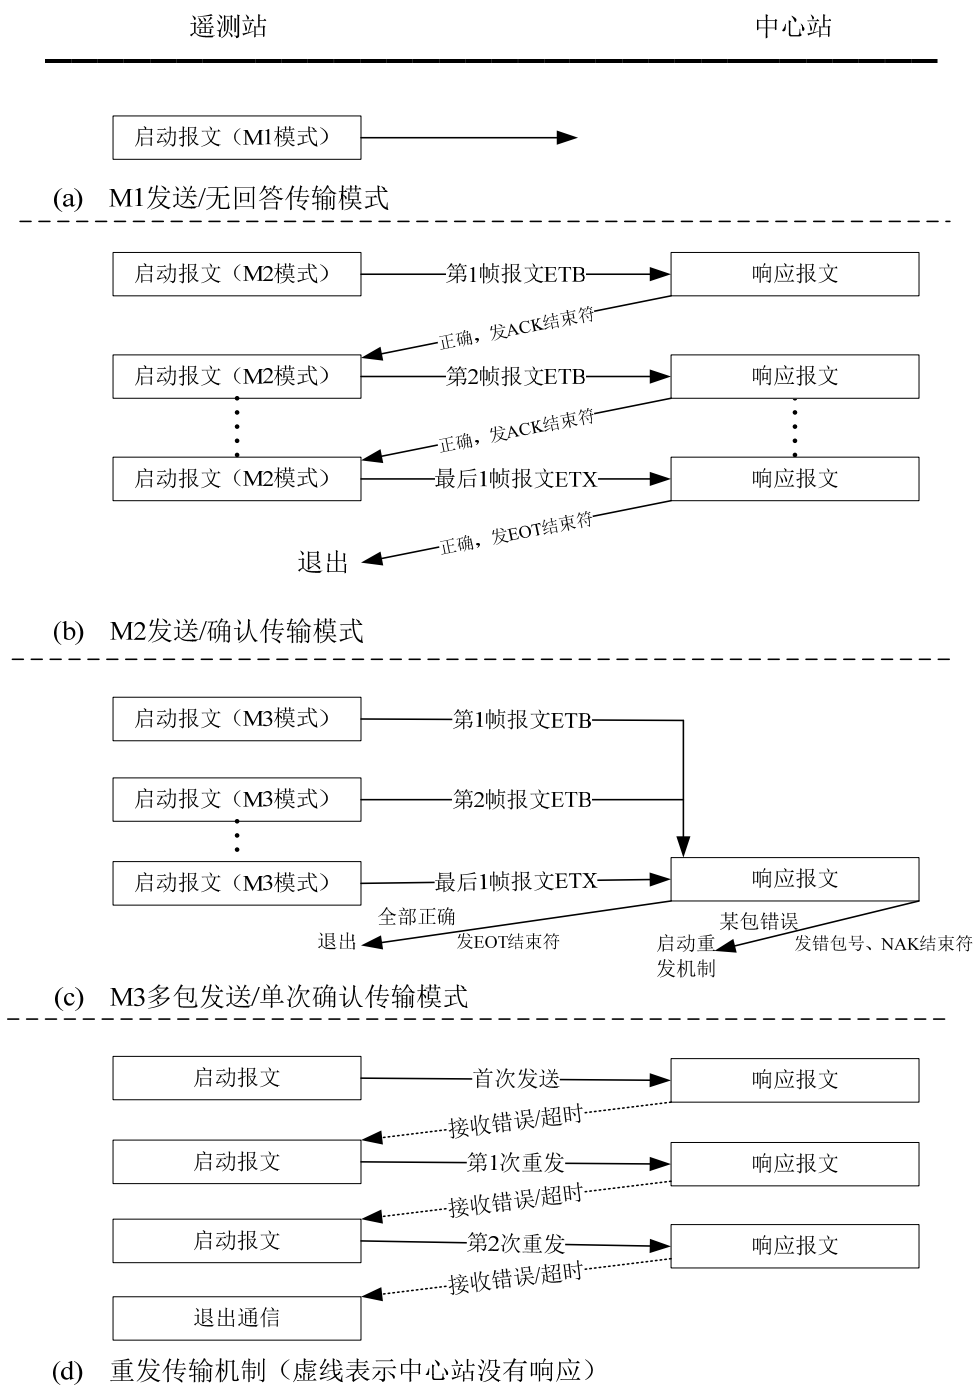 遥测站 中心站
启动报文（M1模式）
(a) M1发送/无回答传输模式
启动报文（M2模式） 第1帧报文ETB 响应报文
正确，发ACK结束符
启动报文（M2模式） 第2帧报文ETB 响应报文
正确，发ACK结束符
启动报文（M2模式） 最后1帧报文ETX 响应报文
正确，发EOT结束符
退出
(b) M2发送/确认传输模式
启动报文（M3模式） 第1帧报文ETB
启动报文（M3模式） 第2帧报文ETB
启动报文（M3模式） 最后1帧报文ETX 响应报文
全部正确 某包错误
退出 发EOT结束符 启动重 发错包号、NAK结束符
发机制
(c) M3多包发送/单次确认传输模式
启动报文 首次发送 响应报文
接收错误/超时
启动报文 第1次重发 响应报文
接收错误/超时
启动报文 第2次重发 响应报文
接收错误/超时
退出通信
(d) 重发传输机制（虚线表示中心站没有响应）